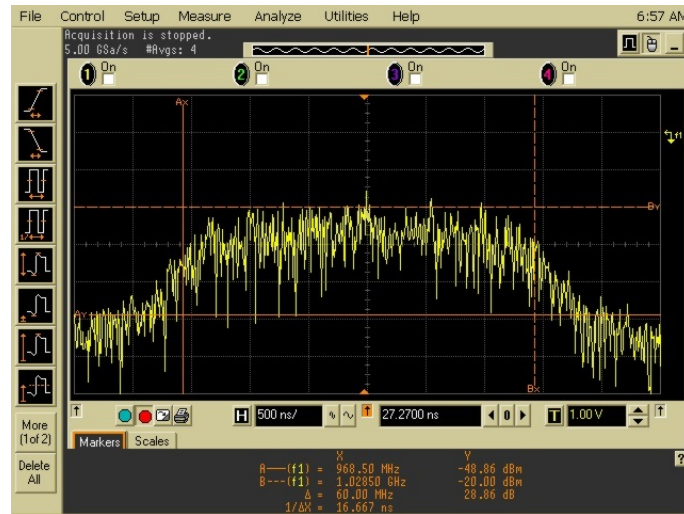 File Control Setup Measure Analyze Utilities Help 6:57 AM
Acquisition is stopped.
5.00 GSa/s #Avgs: 4
1 On 2 On 3 On 4 On
Ax
f1
By
Ay
Bx
H 500 ns/ 27.2700 ns 0 T 1.00 V
More
(1of 2)
Delete
All
Markers Scales
?
X Y
A——(f1) = 968.50 MHz -48.86 dBm
B---(f1) = 1.02850 GHz -20.00 dBm
Δ = 60.00 MHz 28.86 dB
1/ΔX = 16.667 ns